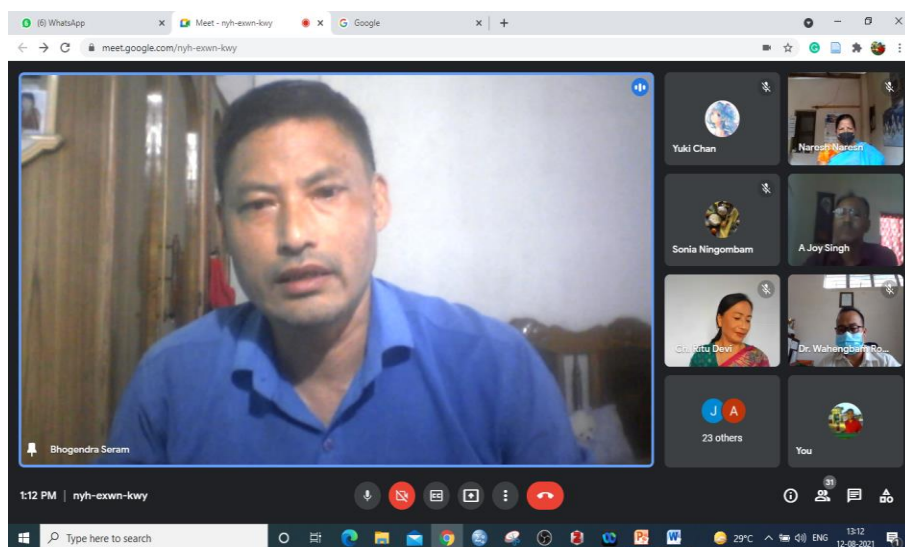 (6) WhatsApp
Meet - nyh-exwn-kwy
Google
meet.google.com/nyh-exwn-kwy
Yuki Chan
Naresh Naresh
Sonia Ningombam
A Joy Singh
Ritu Devi
Dr. Wahengbam Ro...
J A
23 others
You
Bhogendra Seram
1:12 PM | nyh-exwn-kwy
31
Type here to search
29°C
ENG
13:12
12-08-2021